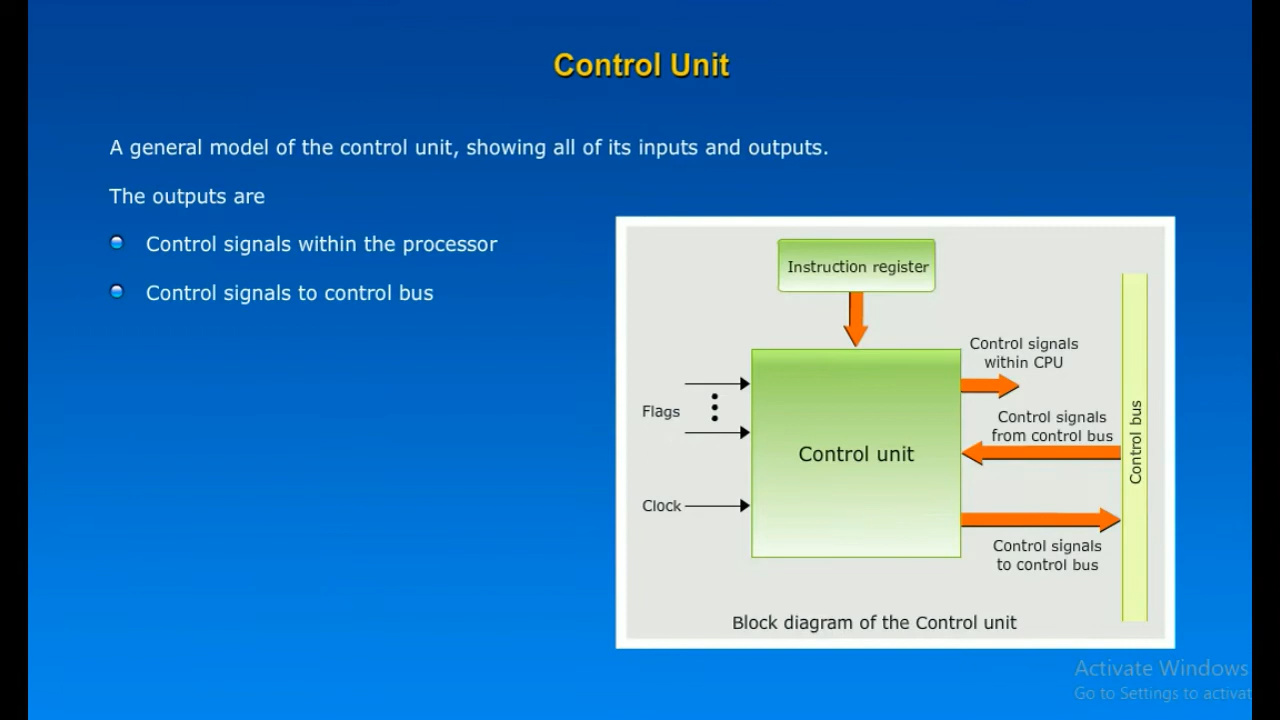 Control Unit
A general model of the control unit, showing all of its inputs and outputs.
The outputs are
Control signals within the processor
Control signals to control bus
Instruction register
Control signals
within CPU
Flags
Control signals
from control bus
Control unit
Control bus
Clock
Control signals
to control bus
Block diagram of the Control unit
Activate Windows
Go to Settings to activat